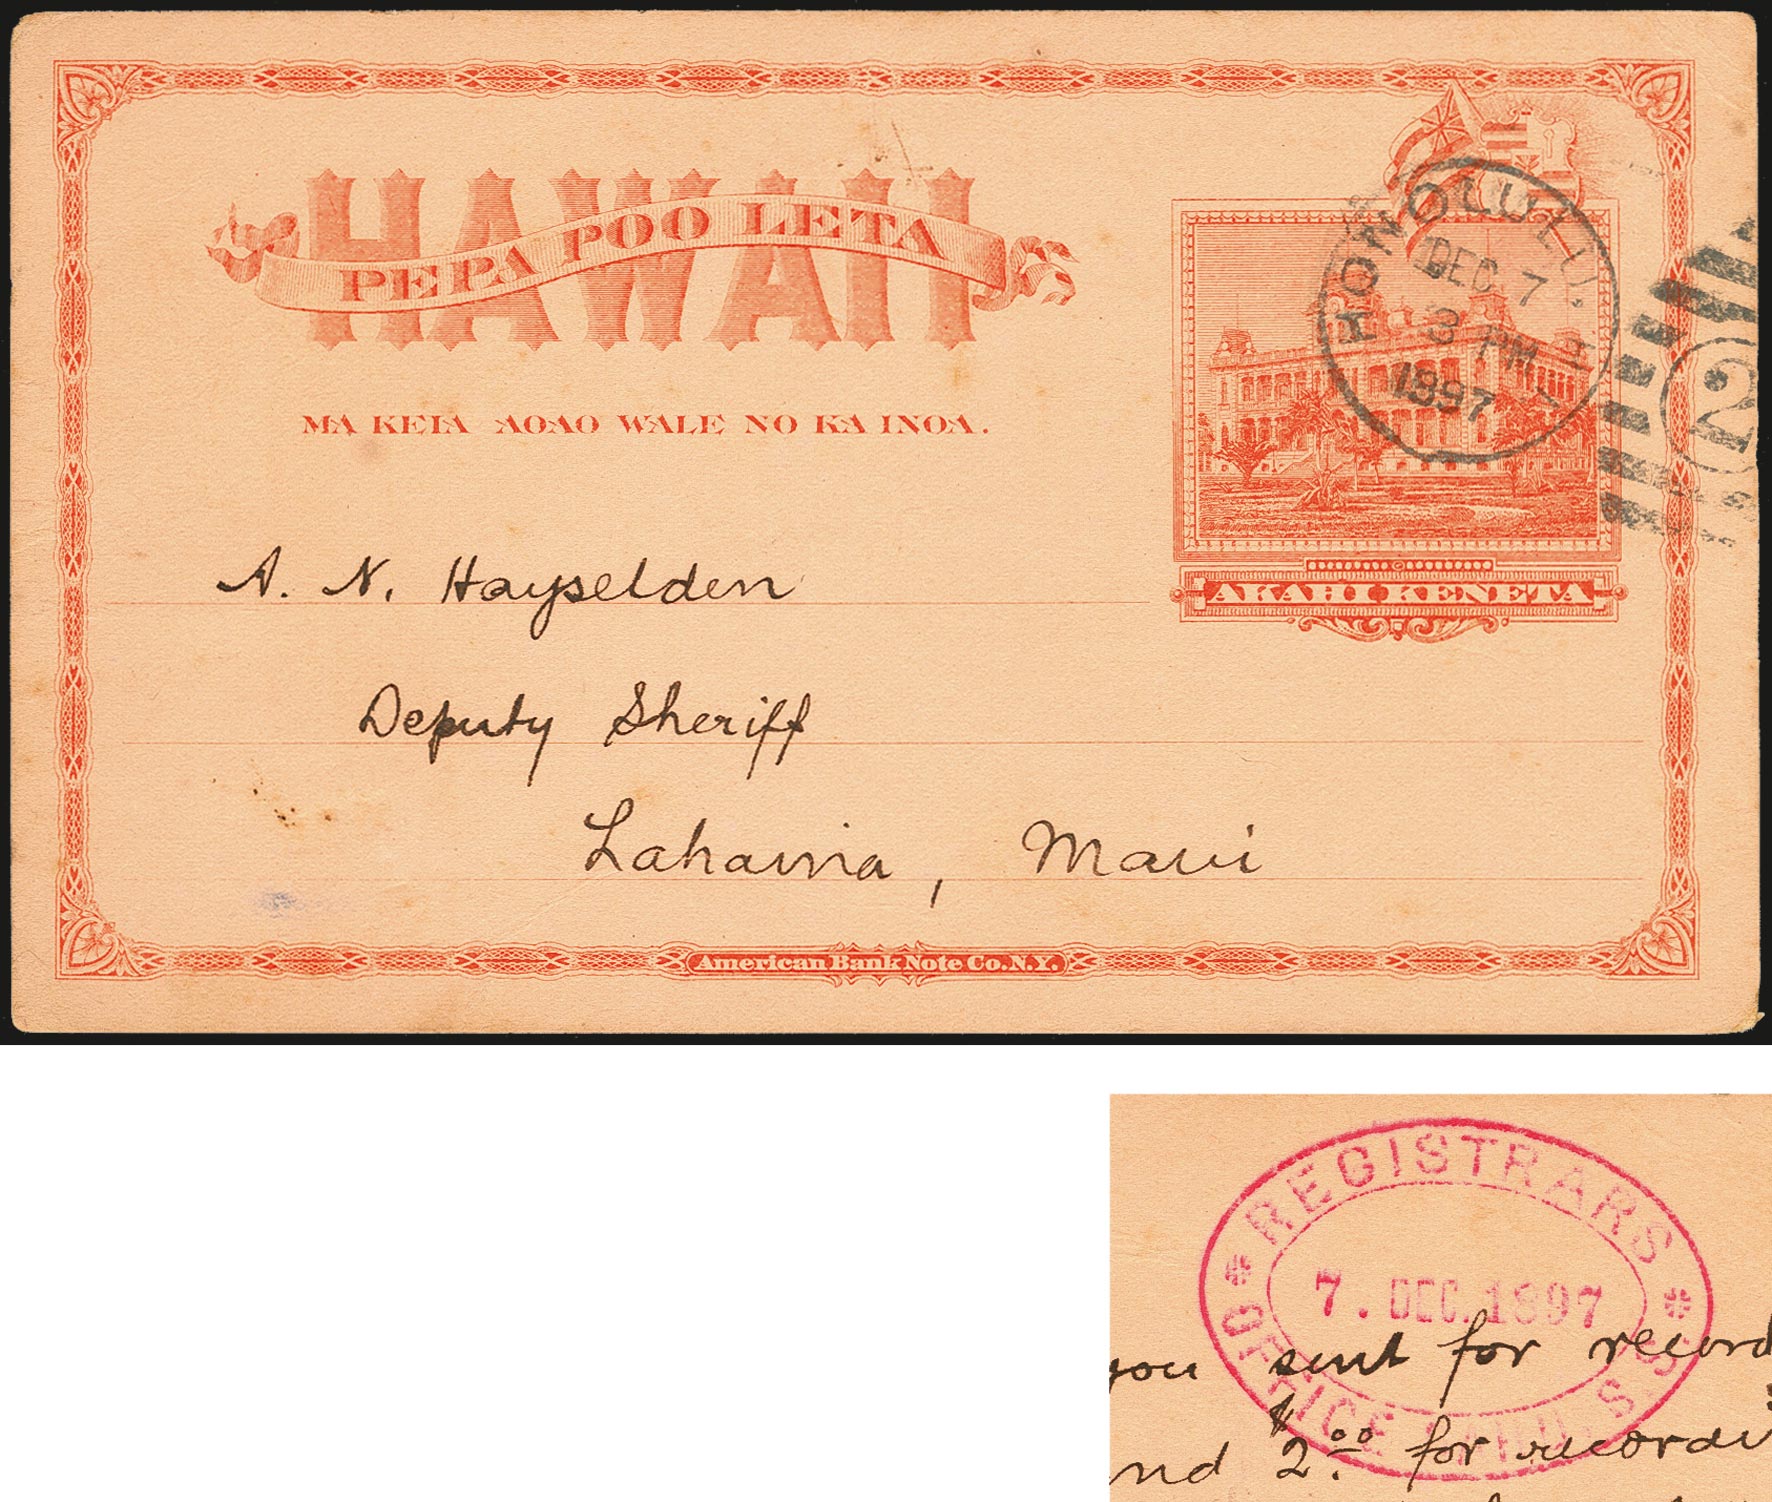 HAWAII
PEPA POO LETA
MA KEIA AOAO WALE NO KA INOA.
HONOLULU. H.I.
DEC 7
3 PM
1897
2
AKAHI KENETA
A. N. Hayselden
Deputy Sheriff
Lahaina, Maui
American Bank Note Co. N.Y.
REGISTRARS
7. DEC. 1897
OFFICE
you sent for record
and $2.00 for recordi